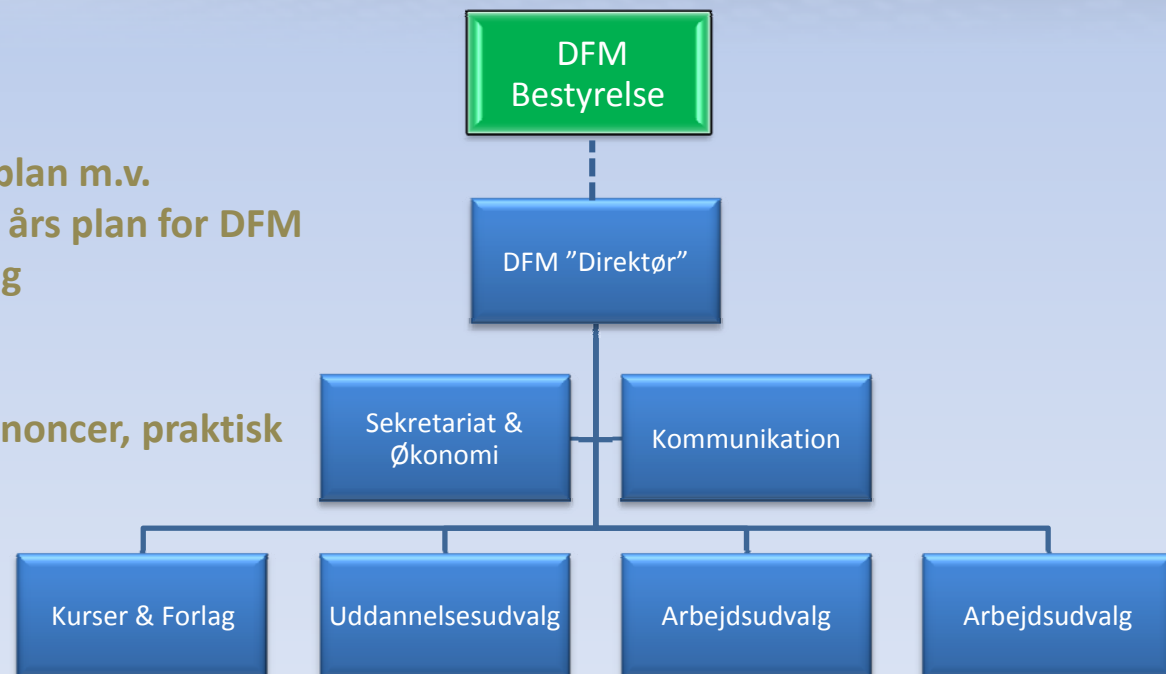 DFM
Bestyrelse
plan m.v.
års plan for DFM
g
DFM ”Direktør”
noncer, praktisk
Sekretariat &
Økonomi
Kommunikation
Kurser & Forlag
Uddannelsesudvalg
Arbejdsudvalg
Arbejdsudvalg